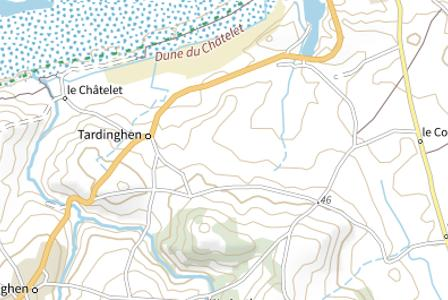 Dune du Châtelet
le Châtelet
Tardinghen
le Co
46
ghen